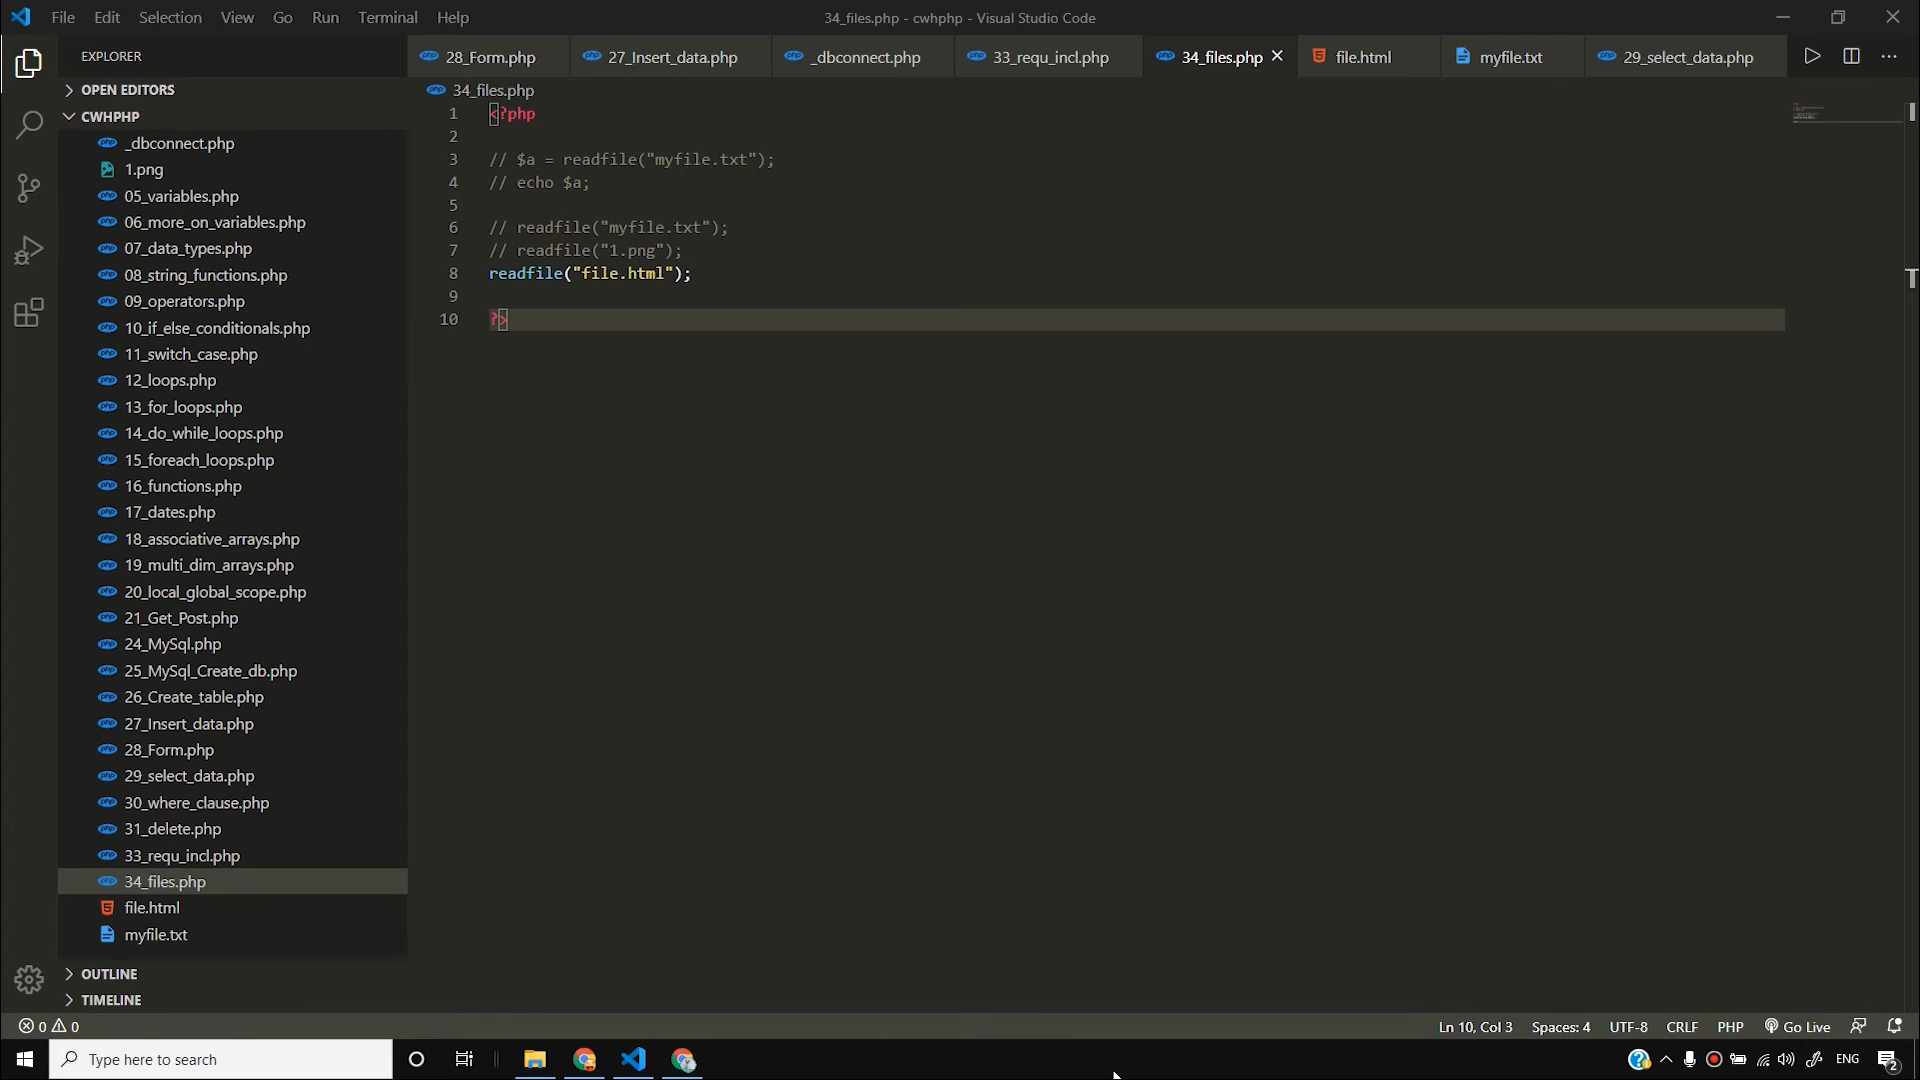 File Edit Selection View Go Run Terminal Help
34_files.php - cwhphp - Visual Studio Code
EXPLORER
28_Form.php
27_Insert_data.php
_dbconnect.php
33_requ_incl.php
34_files.php
file.html
myfile.txt
29_select_data.php
OPEN EDITORS
CWHPHP
_dbconnect.php
1.png
05_variables.php
06_more_on_variables.php
07_data_types.php
08_string_functions.php
09_operators.php
10_if_else_conditionals.php
11_switch_case.php
12_loops.php
13_for_loops.php
14_do_while_loops.php
15_foreach_loops.php
16_functions.php
17_dates.php
18_associative_arrays.php
19_multi_dim_arrays.php
20_local_global_scope.php
21_Get_Post.php
24_MySql.php
25_MySql_Create_db.php
26_Create_table.php
27_Insert_data.php
28_Form.php
29_select_data.php
30_where_clause.php
31_delete.php
33_requ_incl.php
34_files.php
file.html
myfile.txt
OUTLINE
TIMELINE
34_files.php
1 <?php
2
3 // $a = readfile("myfile.txt");
4 // echo $a;
5
6 // readfile("myfile.txt");
7 // readfile("1.png");
8 readfile("file.html");
9
10 ?>
0 0
Ln 10, Col 3 Spaces: 4 UTF-8 CRLF PHP Go Live
Type here to search
ENG
2